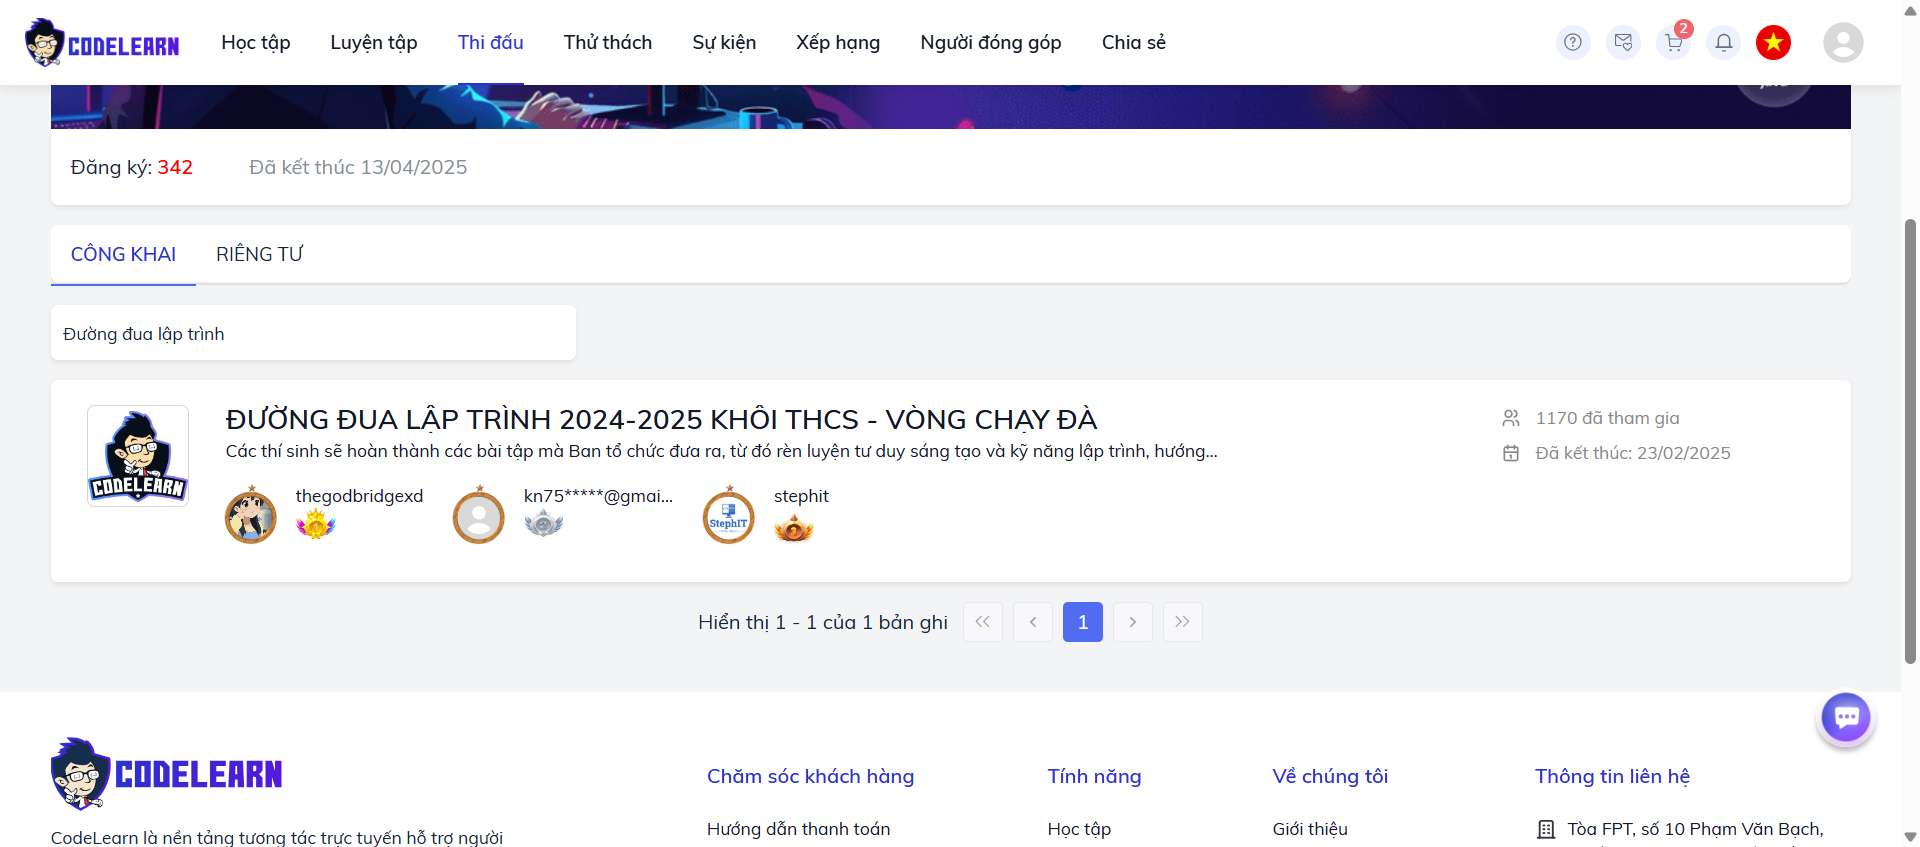 CODELEARN
Học tập
Luyện tập
Thi đấu
Thử thách
Sự kiện
Xếp hạng
Người đóng góp
Chia sẻ
2
Đăng ký: 342
Đã kết thúc 13/04/2025
CÔNG KHAI
RIÊNG TƯ
Đường đua lập trình
CODELEARN
ĐƯỜNG ĐUA LẬP TRÌNH 2024-2025 KHỐI THCS - VÒNG CHẠY ĐÀ
Các thí sinh sẽ hoàn thành các bài tập mà Ban tổ chức đưa ra, từ đó rèn luyện tư duy sáng tạo và kỹ năng lập trình, hướng...
1170 đã tham gia
Đã kết thúc: 23/02/2025
thegodbridgexd
kn75*****@gmai...
StephIT
stephit
Hiển thị 1 - 1 của 1 bản ghi
1
CODELEARN
CodeLearn là nền tảng tương tác trực tuyến hỗ trợ người
Chăm sóc khách hàng
Hướng dẫn thanh toán
Tính năng
Học tập
Về chúng tôi
Giới thiệu
Thông tin liên hệ
Tòa FPT, số 10 Phạm Văn Bạch,